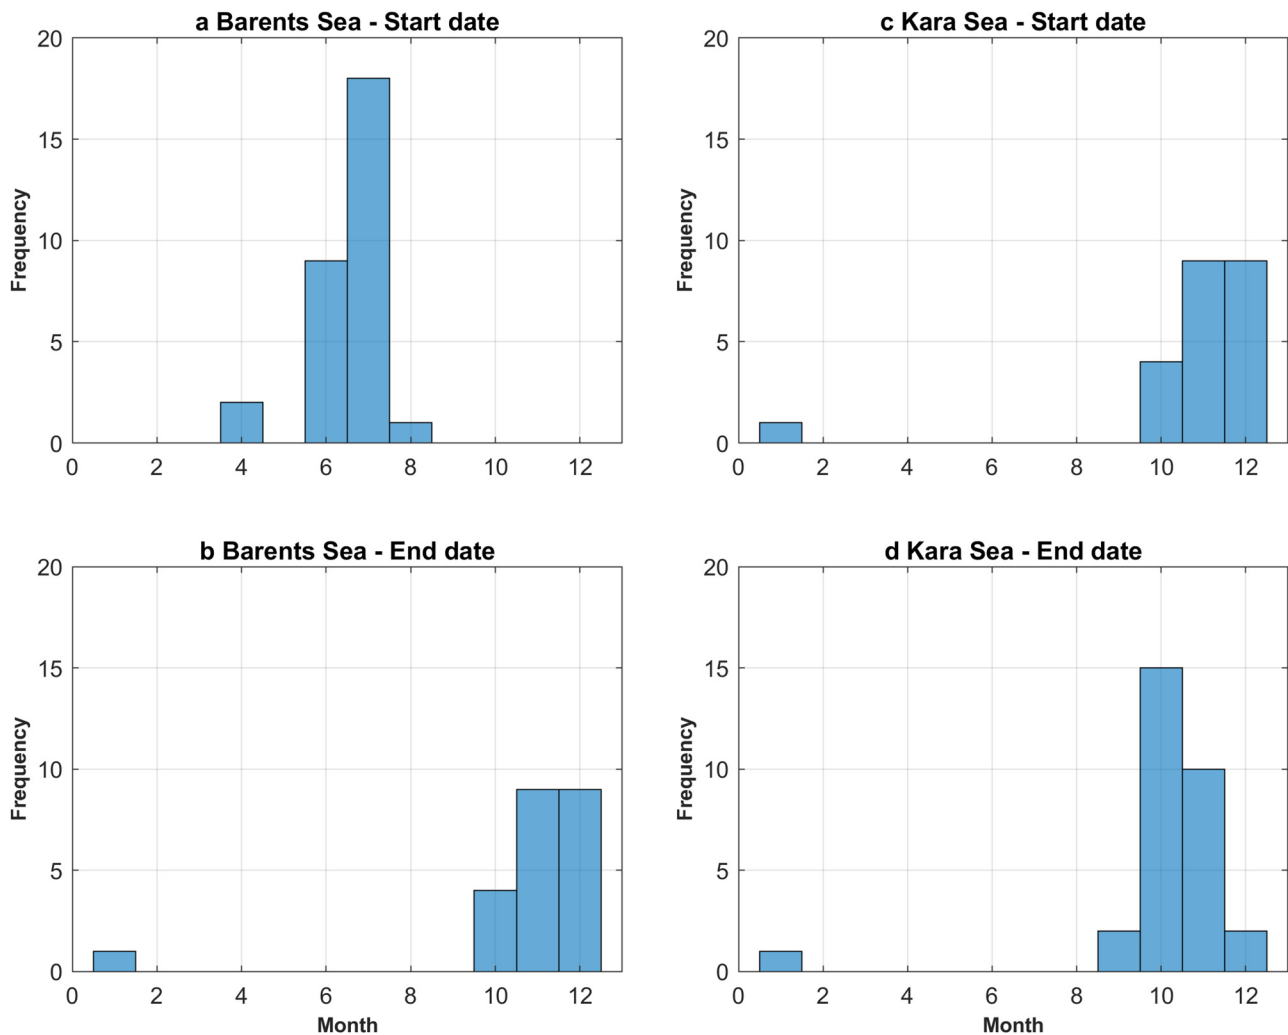 a Barents Sea - Start date
20
15
10
5
0
Frequency
0 2 4 6 8 10 12
c Kara Sea - Start date
20
15
10
5
0
Frequency
0 2 4 6 8 10 12
b Barents Sea - End date
20
15
10
5
0
Frequency
0 2 4 6 8 10 12
Month
d Kara Sea - End date
20
15
10
5
0
Frequency
0 2 4 6 8 10 12
Month